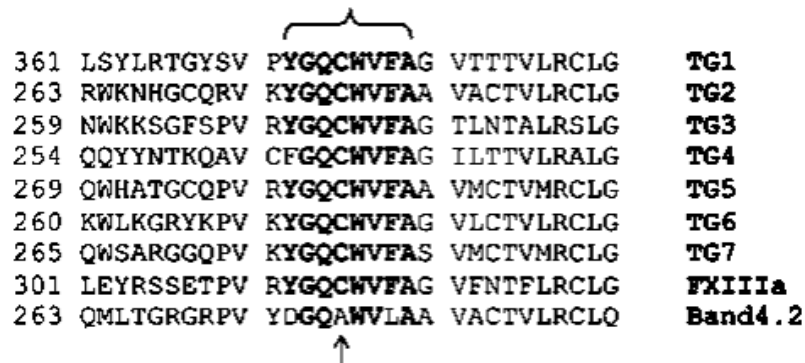 361 LSYLRTGYSV PYGQCWVFAG VTTTVLRCLG TG1
263 RWKNHGCQRV KYGQCWVFAA VACTVLRCLG TG2
259 NWKKSGFSPV RYGQCWVFAG TLNTALRSLG TG3
254 QQYYNTKQAV CFGQCWVFAG ILTTVLRALG TG4
269 QWHATGCQPV RYGQCWVFAA VMCTVMRCLG TG5
260 KWLKGRYKPV KYGQCWVFAG VLCTVLRCLG TG6
265 QWSARGGQPV KYGQCWVFAS VMCTVMRCLG TG7
301 LEYRSSETPV RYGQCWVFAG VFNTFLRCLG FXIIIa
263 QMLTGRGRPV YDGQAWVLAA VACTVLRCLQ Band4.2